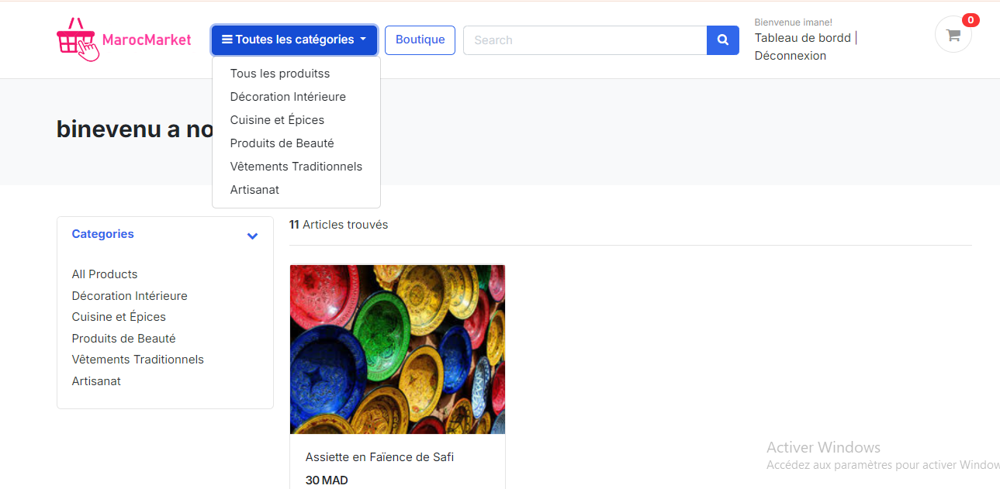 MarocMarket
Toutes les catégories
Boutique
Search
Bienvenue imane!
Tableau de bordd |
Déconnexion
0
Tous les produitss
Décoration Intérieure
Cuisine et Épices
Produits de Beauté
Vêtements Traditionnels
Artisanat
binevenu a
Categories
All Products
Décoration Intérieure
Cuisine et Épices
Produits de Beauté
Vêtements Traditionnels
Artisanat
11 Articles trouvés
Assiette en Faïence de Safi
30 MAD
Activer Windows
Accédez aux paramètres pour activer Window